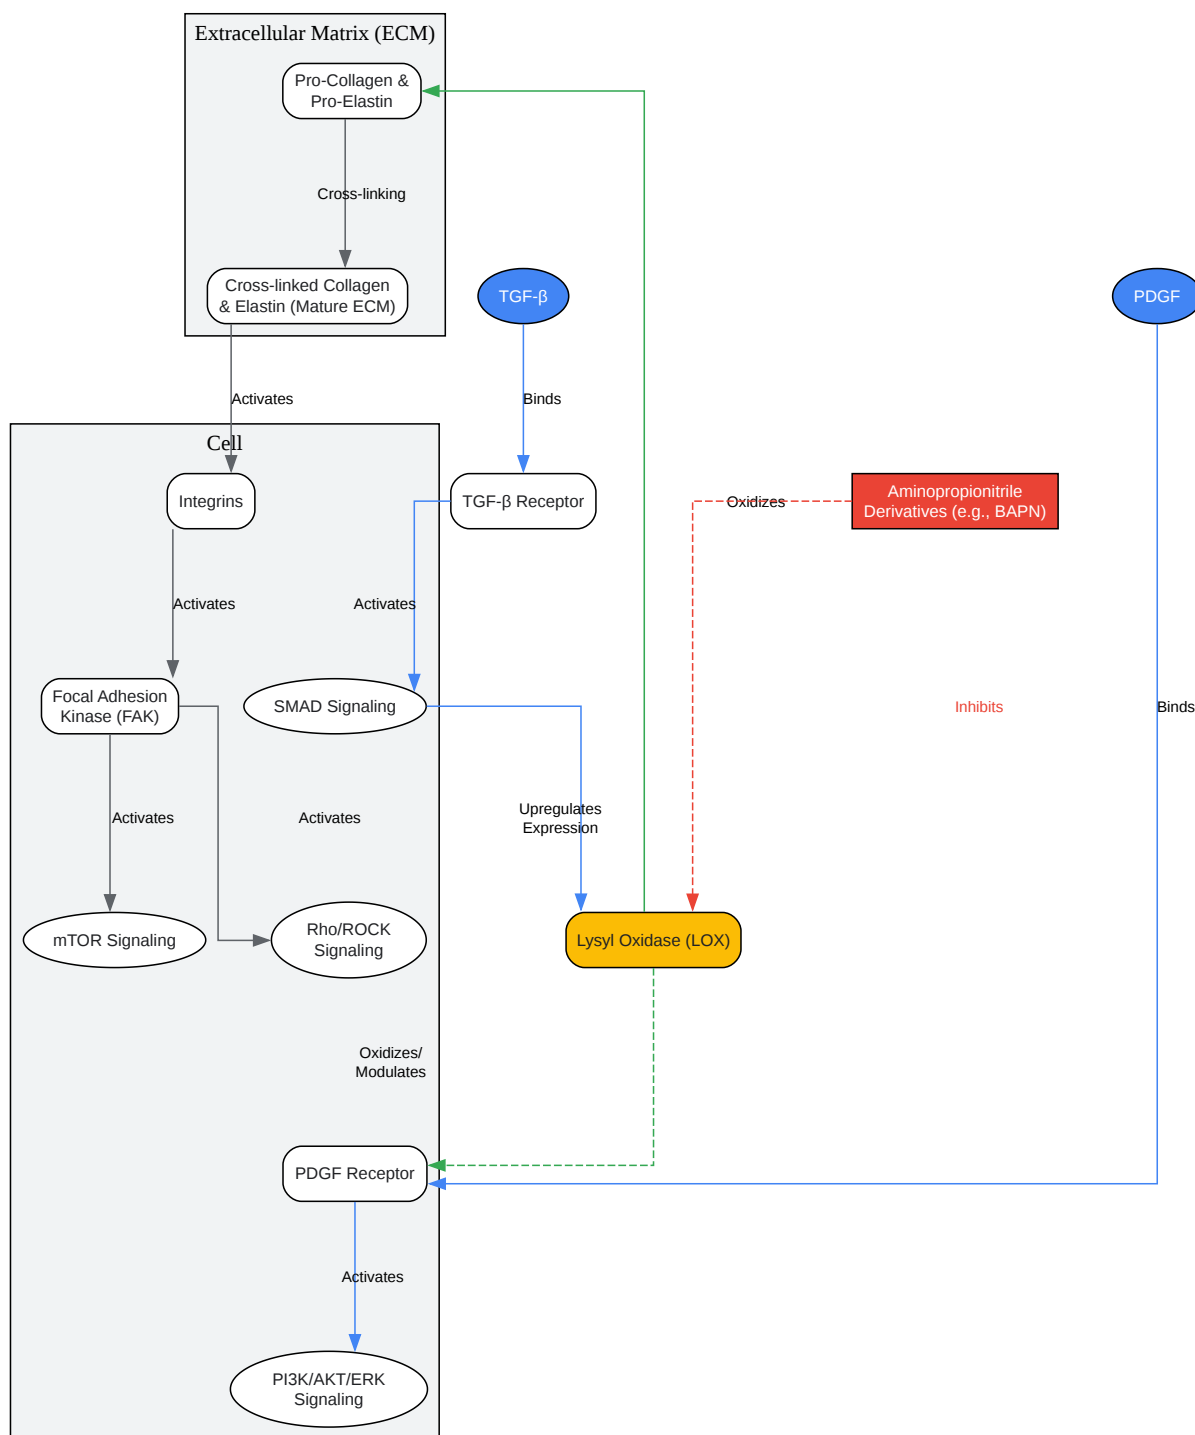 Extracellular Matrix (ECM)
Pro-Collagen &
Pro-Elastin
Cross-linking
Cross-linked Collagen
& Elastin (Mature ECM)
TGF-β
PDGF
Activates
Binds
Cell
Integrins
TGF-β Receptor
Oxidizes
Aminopropionitrile
Derivatives (e.g., BAPN)
Activates
Activates
Focal Adhesion
Kinase (FAK)
SMAD Signaling
Inhibits
Binds
Activates
Activates
Upregulates
Expression
mTOR Signaling
Rho/ROCK
Signaling
Lysyl Oxidase (LOX)
Oxidizes/
Modulates
PDGF Receptor
Activates
PI3K/AKT/ERK
Signaling